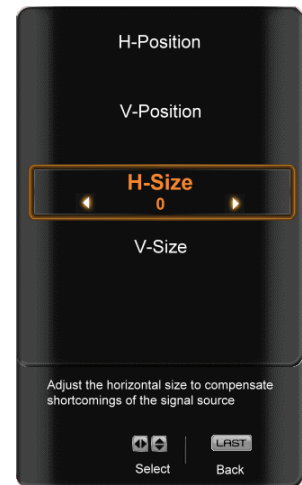 H-Position
V-Position
H-Size
0
V-Size
Adjust the horizontal size to compensate
shortcomings of the signal source
LAST
Select Back